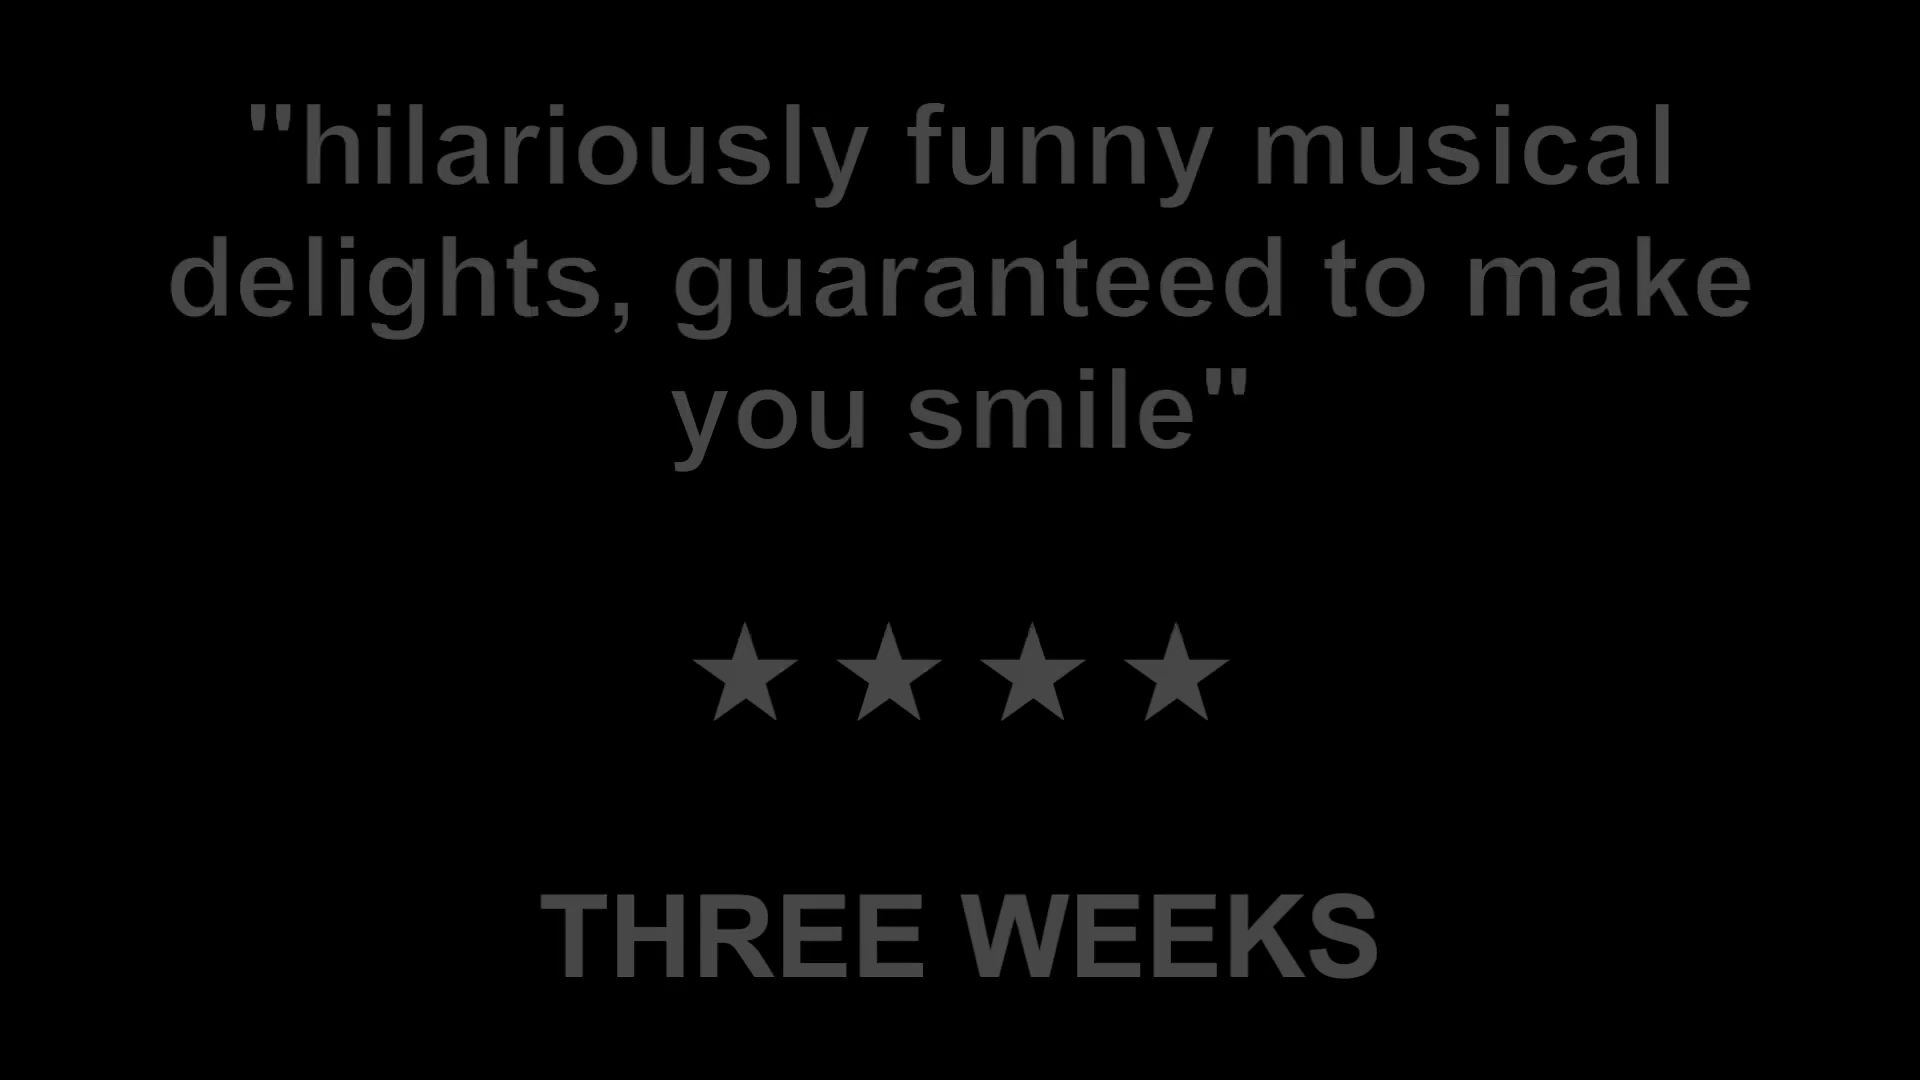 "hilariously funny musical
delights, guaranteed to make
you smile"
★ ★ ★ ★
THREE WEEKS